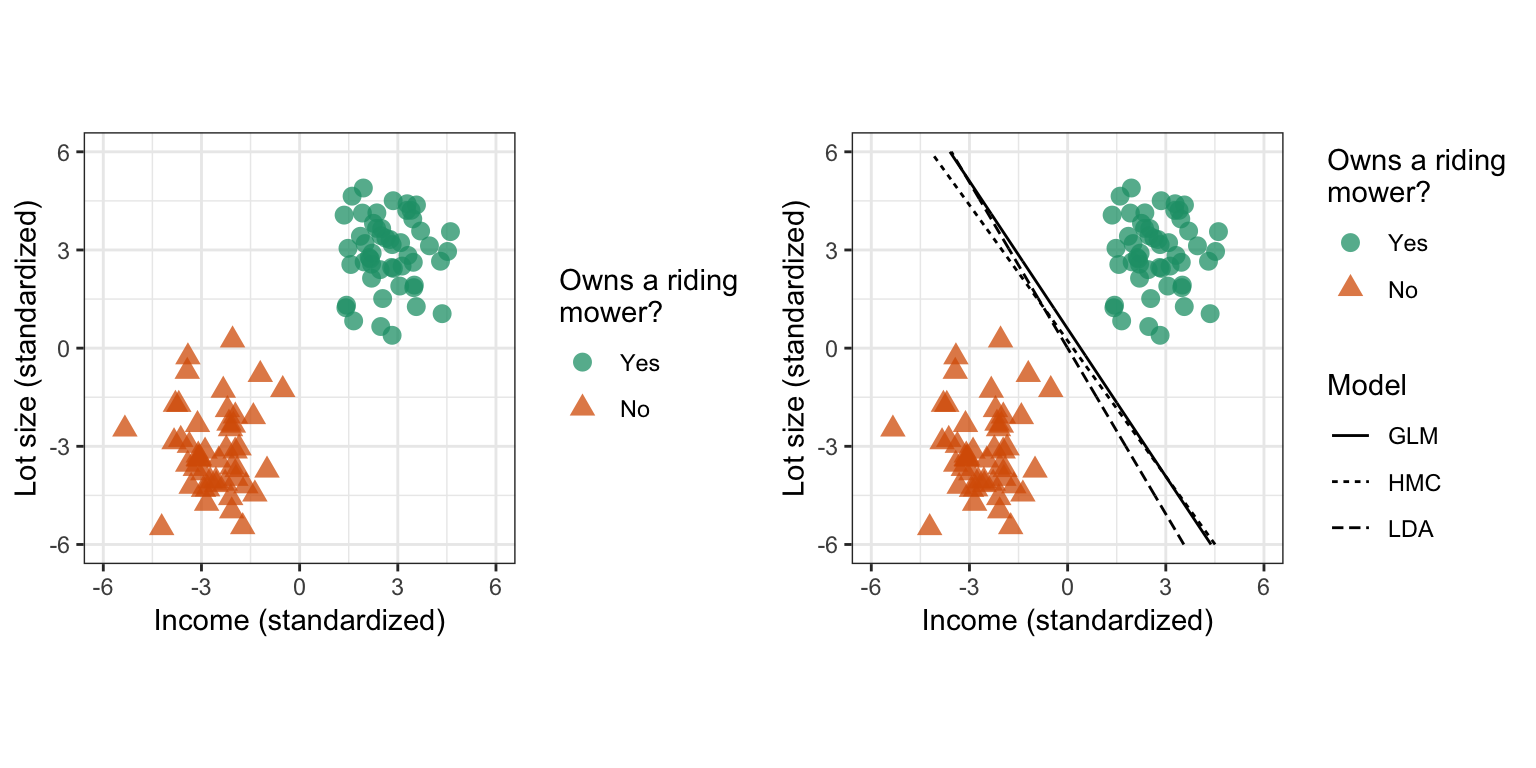 6
3
0
-3
-6
-6
-3
0
3
6
Income (standardized)
Lot size (standardized)
Owns a riding
mower?
Yes
No
6
3
0
-3
-6
-6
-3
0
3
6
Income (standardized)
Lot size (standardized)
Owns a riding
mower?
Yes
No
Model
GLM
HMC
LDA